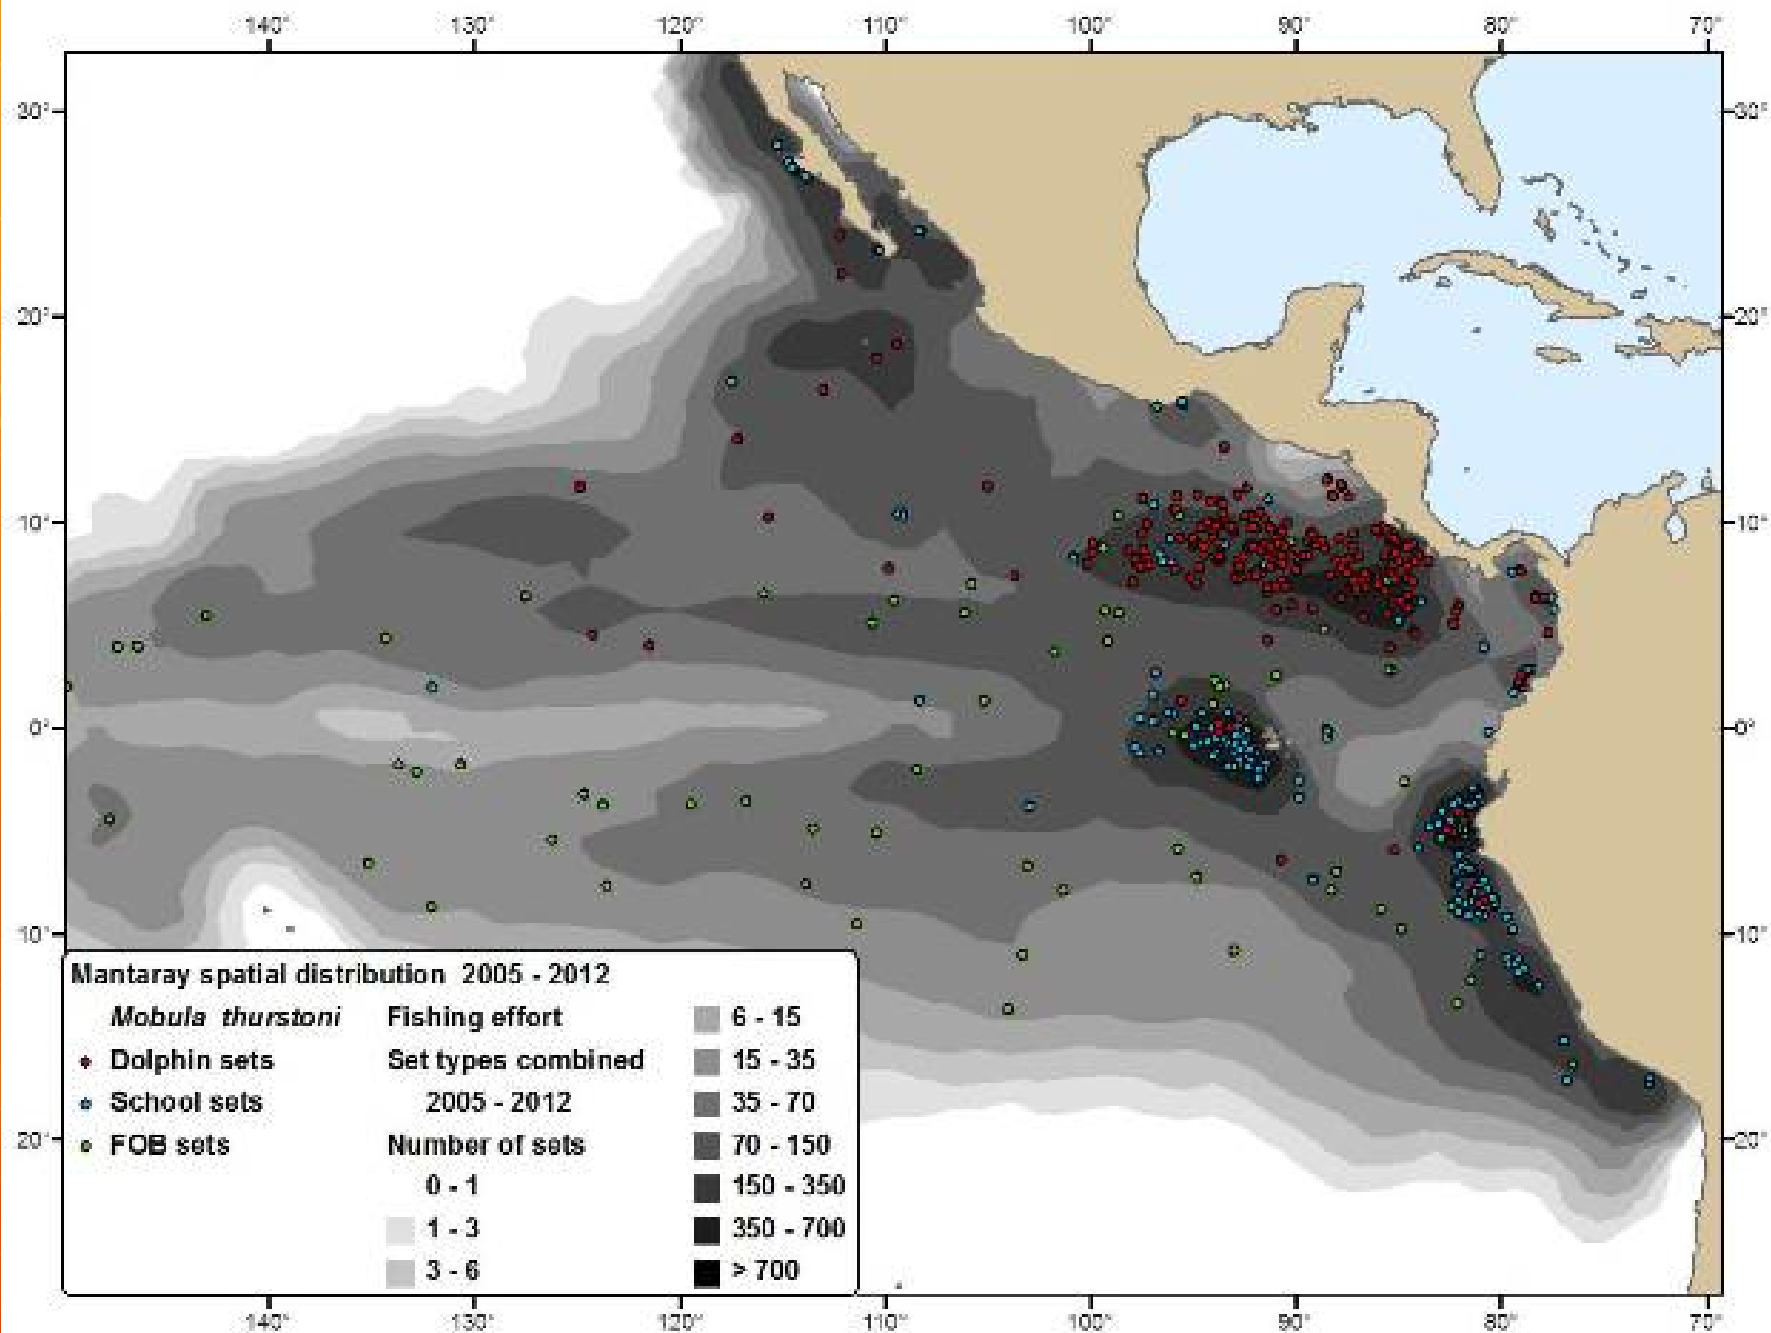 140° 130° 120° 110° 100° 90° 80° 70°
30° 30°
20° 20°
10° 10°
0° 0°
10° 10°
20° 20°
Mantaray spatial distribution 2005 - 2012
Mobula thurstoni
Dolphin sets
School sets
FOB sets
Fishing effort
Set types combined
2005 - 2012
Number of sets
0 - 1
1 - 3
3 - 6
6 - 15
15 - 35
35 - 70
70 - 150
150 - 350
350 - 700
> 700
140° 130° 120° 110° 100° 90° 80° 70°